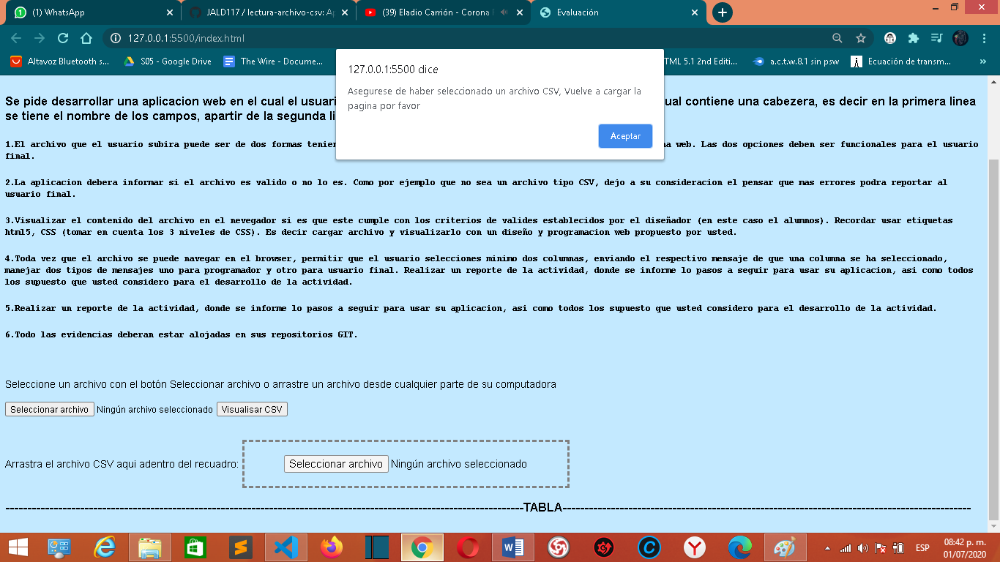 (1) WhatsApp
JALD117 / lectura-archivo-csv: Ap
(39) Eladio Carrión - Corona
Evaluación
127.0.0.1:5500/index.html
Altavoz Bluetooth s...
S05 - Google Drive
The Wire - Docume...
TML 5.1 2nd Editi...
a.c.t.w.8.1 sin psw
Ecuación de transm...
»
127.0.0.1:5500 dice
Asegurese de haber seleccionado un archivo CSV, Vuelve a cargar la
pagina por favor
Aceptar
Se pide desarrollar una aplicacion web en el cual el usuari
ual contiene una cabezera, es decir en la primera linea
se tiene el nombre de los campos, apartir de la segunda li
1.El archivo que el usuario subira puede ser de dos formas tenien
na web. Las dos opciones deben ser funcionales para el usuario
final.
2.La aplicacion debera informar si el archivo es valido o no lo es. Como por ejemplo que no sea un archivo tipo CSV, dejo a su consideracion el pensar que mas errores podra reportar al
usuario final.
3.Visualizar el contenido del archivo en el nevegador si es que este cumple con los criterios de valides establecidos por el diseñador (en este caso el alumnos). Recordar usar etiquetas
html5, CSS (tomar en cuenta los 3 niveles de CSS). Es decir cargar archivo y visualizarlo con un diseño y programacion web propuesto por usted.
4.Toda vez que el archivo se puede navegar en el browser, permitir que el usuario selecciones minimo dos columnas, enviando el respectivo mensaje de que una columna se ha seleccionado,
manejar dos tipos de mensajes uno para programador y otro para usuario final. Realizar un reporte de la actividad, donde se informe lo pasos a seguir para usar su aplicacion, asi como todos
los supuesto que usted considero para el desarrollo de la actividad.
5.Realizar un reporte de la actividad, donde se informe lo pasos a seguir para usar su aplicacion, asi como todos los supuesto que usted considero para el desarrollo de la actividad.
6.Todo las evidencias deberan estar alojadas en sus repositorios GIT.
Seleccione un archivo con el botón Seleccionar archivo o arrastre un archivo desde cualquier parte de su computadora
Seleccionar archivo Ningún archivo seleccionado Visualisar CSV
Arrastra el archivo CSV aqui adentro del recuadro: Seleccionar archivo Ningún archivo seleccionado
TABLA
ESP
08:42 p. m.
01/07/2020